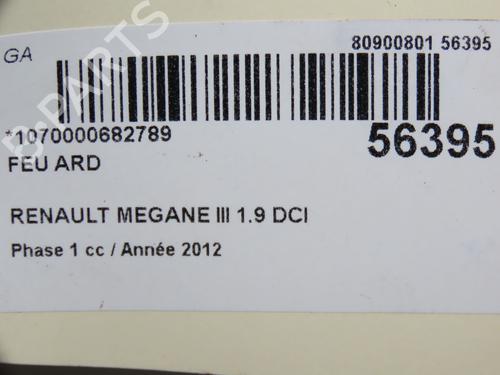 GA
80900801 56395
*1070000682789
56395
FEU ARD
RENAULT MEGANE III 1.9 DCI
Phase 1 cc / Année 2012
B-PARTS